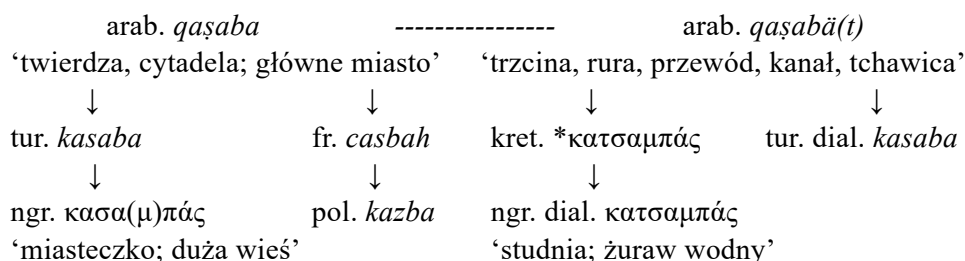 arab. qaṣaba ---------------- arab. qaṣabä(t)
‘twierdza, cytadela; główne miasto’ ‘trzcina, rura, przewód, kanał, tchawica’
↓ ↓ ↓ ↓
tur. kasaba fr. casbah kret. *κατσαμπάς tur. dial. kasaba
↓ ↓ ↓
ngr. κασα(μ)πάς pol. kazba ngr. dial. κατσαμπάς
‘miasteczko; duża wieś’ ‘studnia; żuraw wodny’